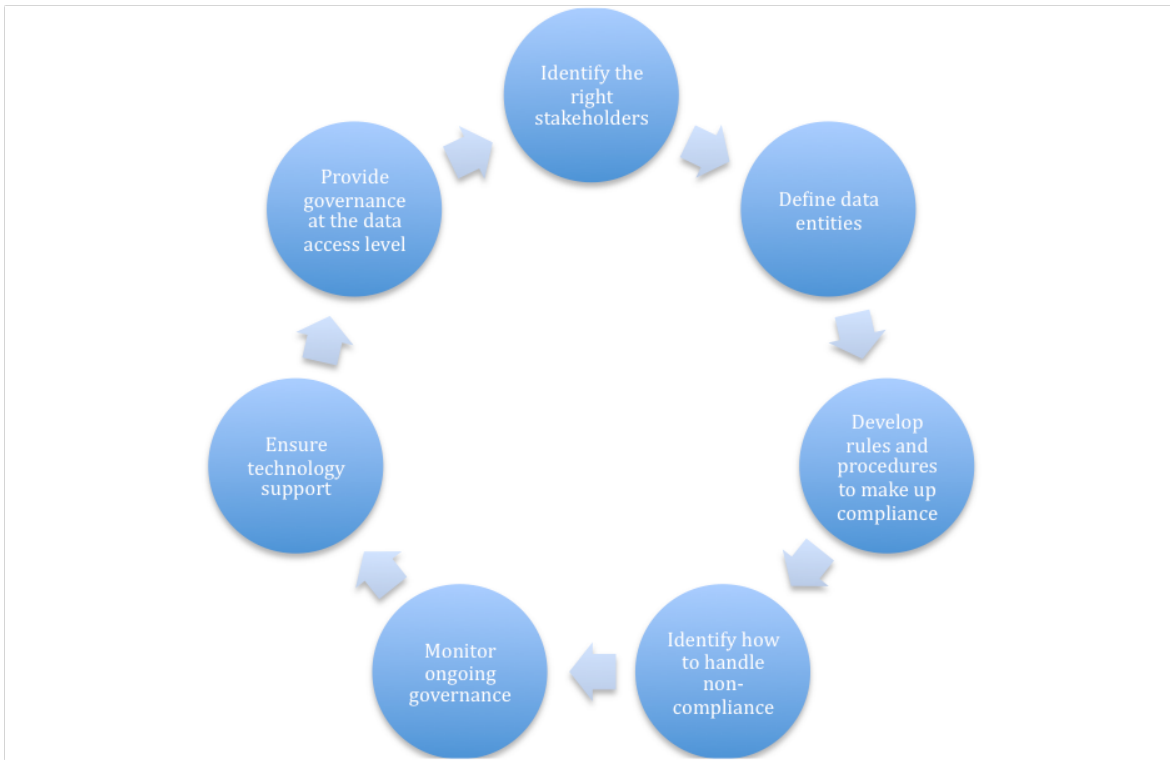 Identify the
right
stakeholders
Define data
entities
Develop
rules and
procedures
to make up
compliance
Identify how
to handle
non-
compliance
Monitor
ongoing
governance
Ensure
technology
support
Provide
governance
at the data
access level